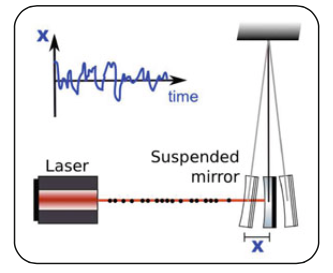 x
time
Laser
Suspended
mirror
x